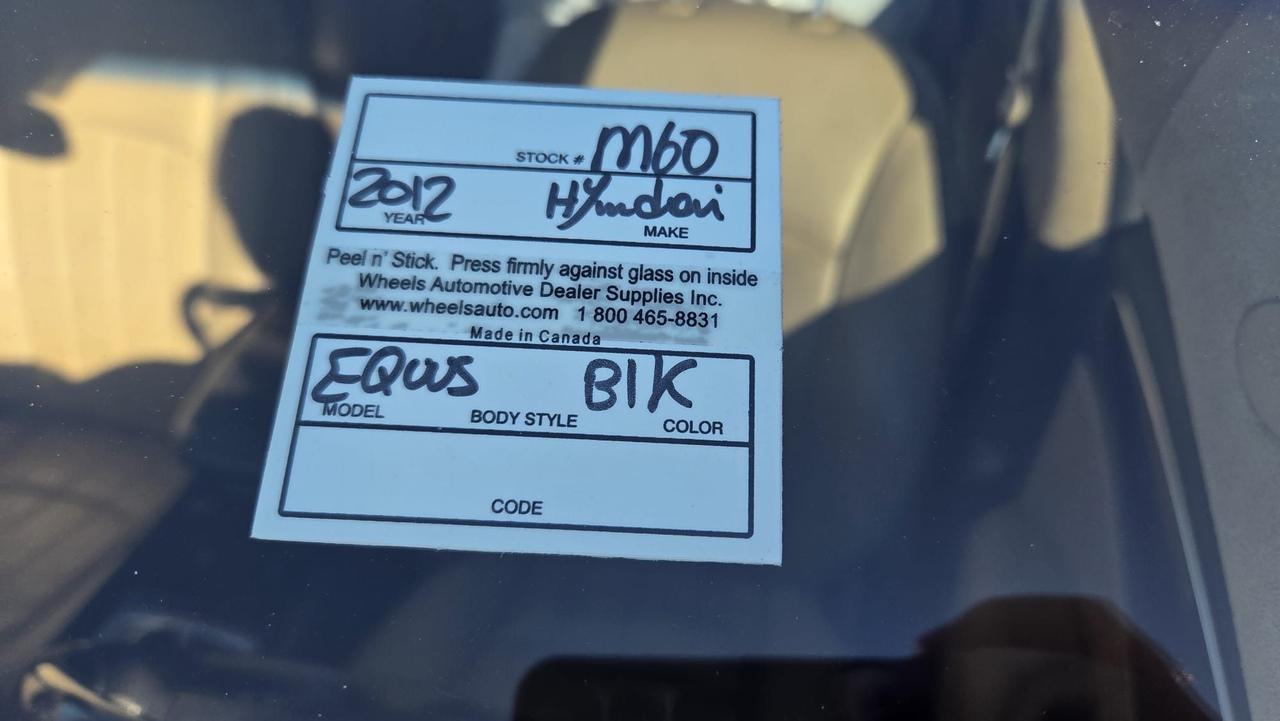 STOCK # M60
2012 Hyundai
YEAR MAKE
Peel n' Stick. Press firmly against glass on inside
Wheels Automotive Dealer Supplies Inc.
www.wheelsauto.com 1 800 465-8831
Made in Canada
EQUUS BlK
MODEL BODY STYLE COLOR
CODE